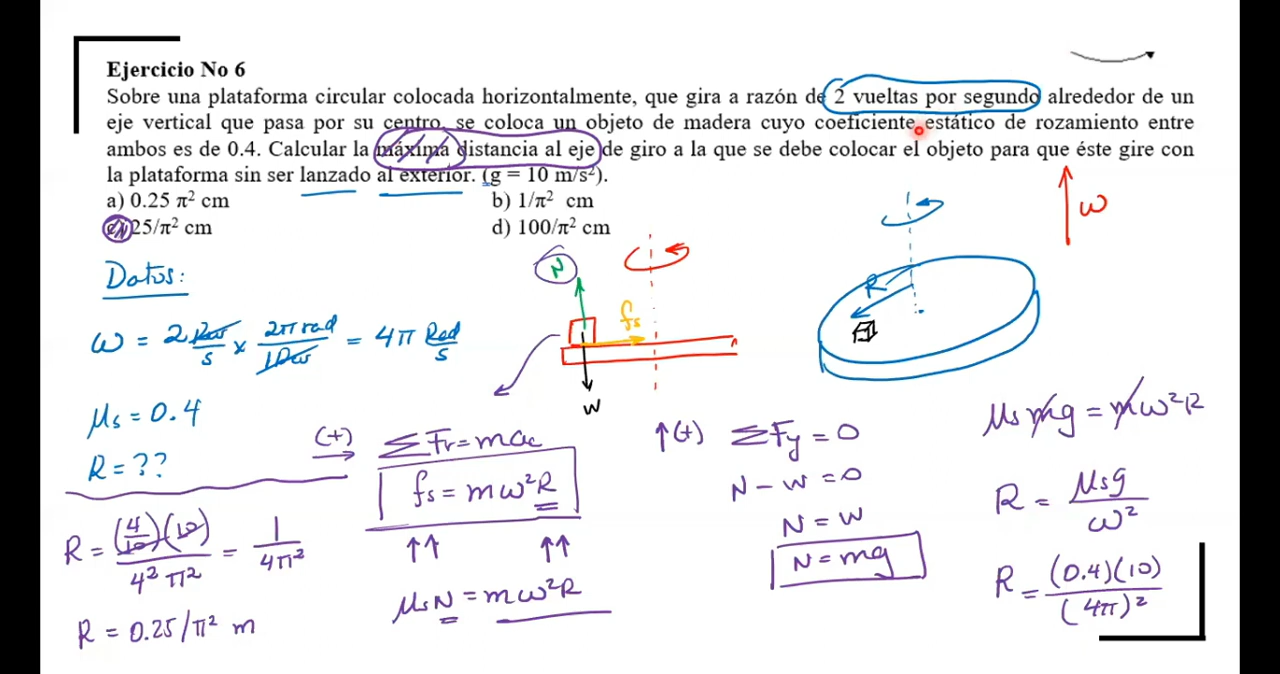 Ejercicio No 6
Sobre una plataforma circular colocada horizontalmente, que gira a razón de 2 vueltas por segundo alrededor de un
eje vertical que pasa por su centro, se coloca un objeto de madera cuyo coeficiente estático de rozamiento entre
ambos es de 0.4. Calcular la máxima distancia al eje de giro a la que se debe colocar el objeto para que éste gire con
la plataforma sin ser lanzado al exterior. (g = 10 m/s²).
a) 0.25 π² cm
b) 1/π² cm
25/π² cm
d) 100/π² cm
Datos:
ω = 2 Rev/s × 2π rad/1 Rev = 4π Rad/s
μs = 0.4
R = ??
R = (4/10)(10)/4² π² = 1/4π²
R = 0.25/π² m
N
fs
w
(+)
ΣFr = mac
fs = mω²R
μsN = mω²R
↑(+)
ΣFy = 0
N - w = 0
N = w
N = mg
R
ω
μs mg = mω²R
R = μsg/ω²
R = (0.4)(10)/(4π)²